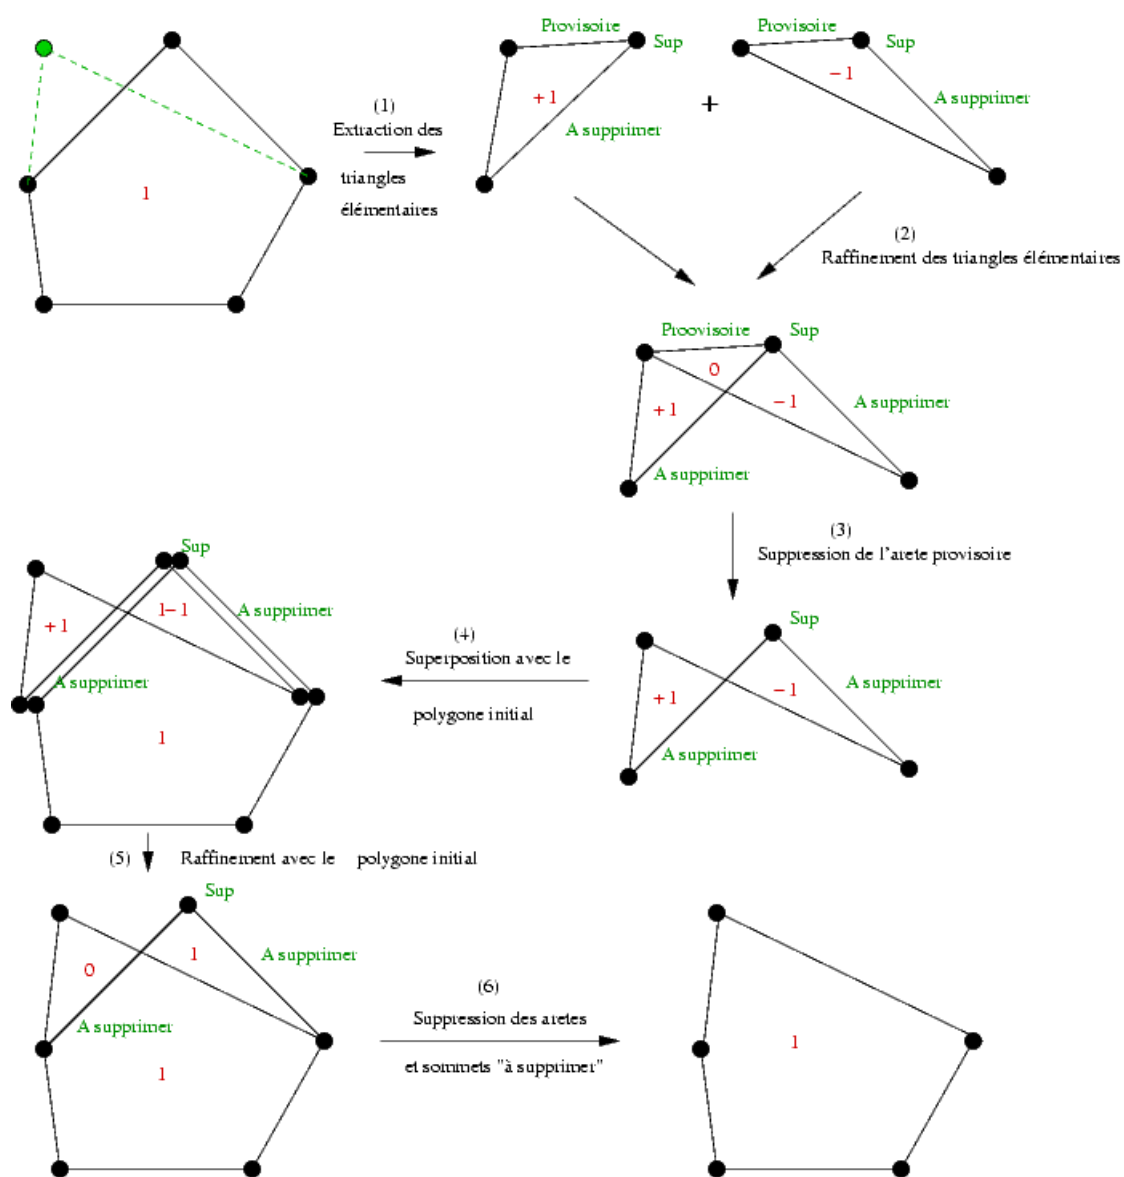 Provisoire
Sup
+1
A supprimer
+
Provisoire
Sup
−1
A supprimer
1
(1)
Extraction des
triangles
élémentaires
(2)
Raffinement des triangles élémentaires
Proovisoire
Sup
0
+1
−1
A supprimer
A supprimer
(3)
Suppression de l'arete provisoire
Sup
+1
1−1
A supprimer
A supprimer
1
(4)
Superposition avec le
polygone initial
Sup
+1
−1
A supprimer
A supprimer
(5)
Raffinement avec le polygone initial
Sup
0
1
A supprimer
A supprimer
1
(6)
Suppression des aretes
et sommets "à supprimer"
1